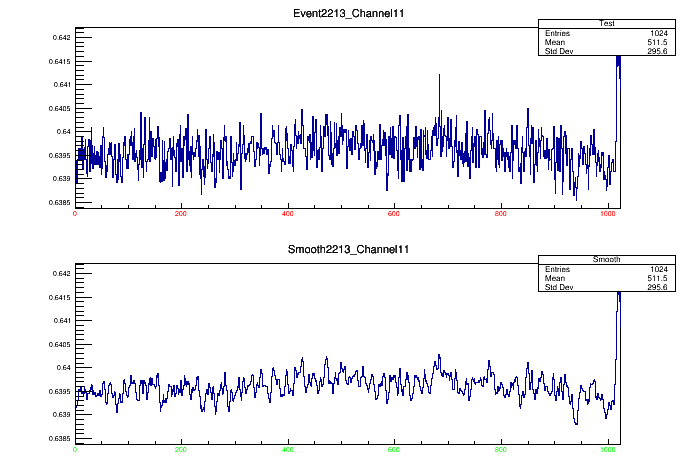 Event2213_Channel11
Test
Entries 1024
Mean 511.5
Std Dev 295.6
0.642
0.6415
0.641
0.6405
0.64
0.6395
0.639
0.6385
0 200 400 600 800 1000
Smooth2213_Channel11
Smooth
Entries 1024
Mean 511.5
Std Dev 295.6
0.642
0.6415
0.641
0.6405
0.64
0.6395
0.639
0.6385
0 200 400 600 800 1000